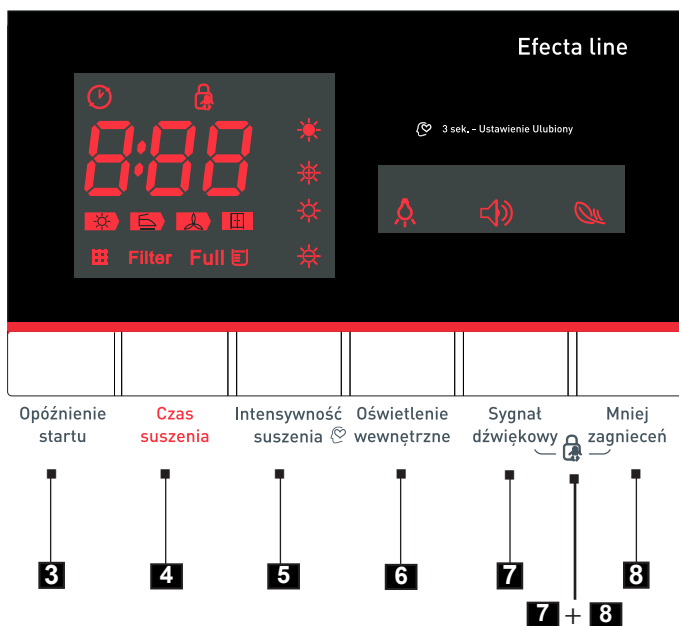 Efecta line
3 sek. – Ustawienie Ulubiony
8:88
Filter Full
Opóźnienie startu
Czas suszenia
Intensywność suszenia
Oświetlenie wewnętrzne
Sygnał dźwiękowy
Mniej zagnieceń
3 4 5 6 7 8
7 + 8